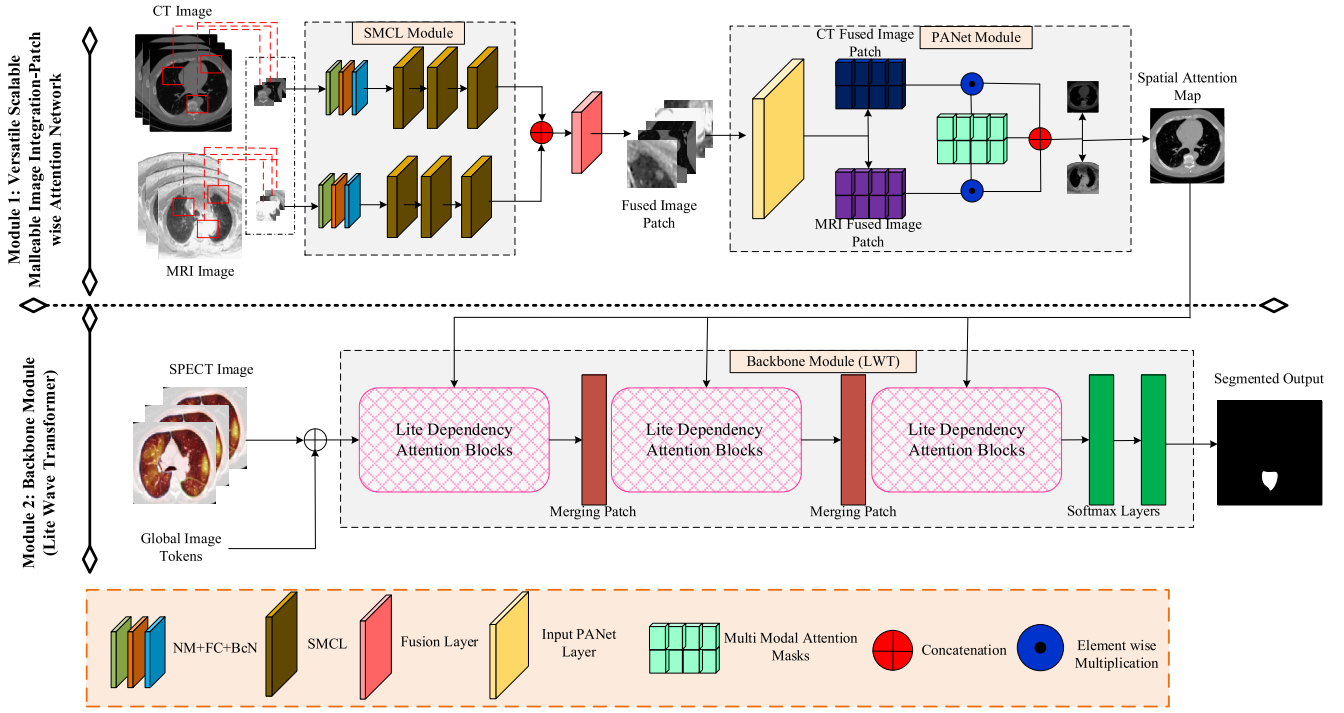 Module 1: Versatile Scalable
Malleable Image Integration-Patch
wise Attention Network
CT Image
MRI Image
SMCL Module
Fused Image
Patch
CT Fused Image
Patch
PANet Module
MRI Fused Image
Patch
Spatial Attention
Map
Module 2: Backbone Module
(Lite Wave Transformer)
SPECT Image
Global Image
Tokens
Backbone Module (LWT)
Lite Dependency
Attention Blocks
Merging Patch
Lite Dependency
Attention Blocks
Merging Patch
Lite Dependency
Attention Blocks
Softmax Layers
Segmented Output
NM+FC+BcN
SMCL
Fusion Layer
Input PANet
Layer
Multi Modal Attention
Masks
Concatenation
Element wise
Multiplication